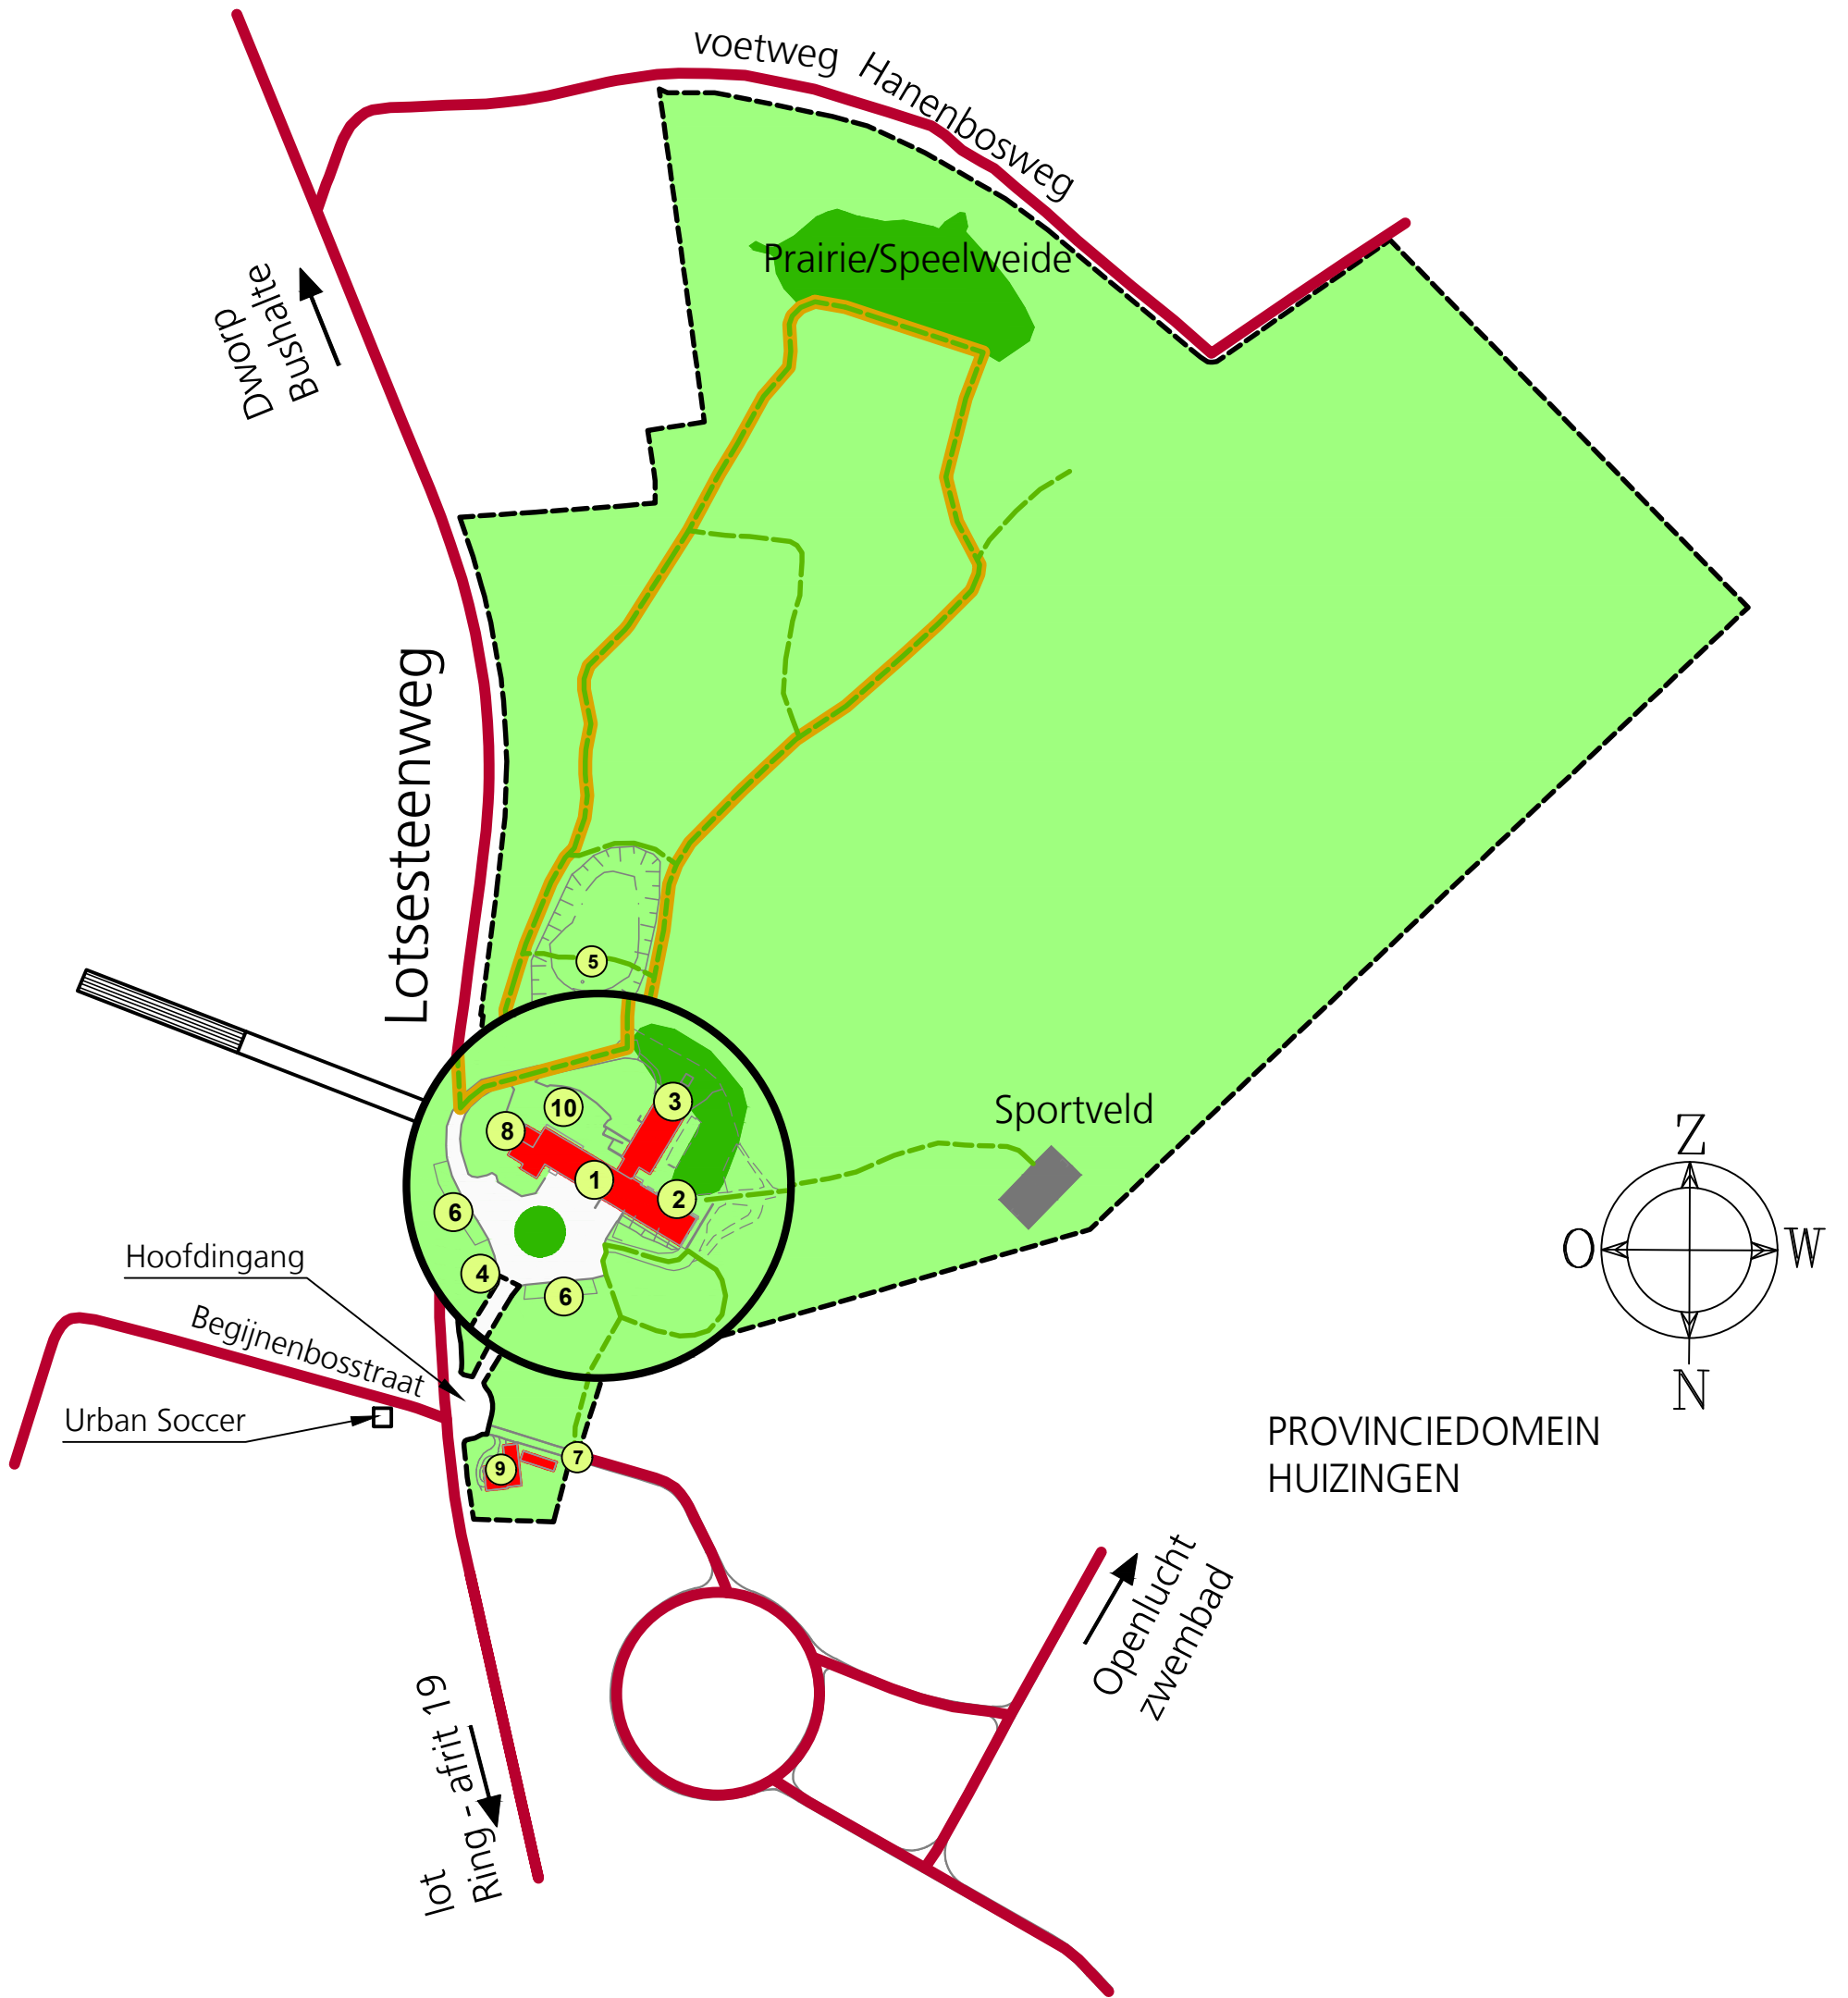 voetweg Hanenbosweg
Prairie/Speelweide
Dworp
Bushalte
Lotsesteenweg
5
3
10
8
1
2
6
4
6
Sportveld
Hoofdingang
Begijnenbosstraat
Urban Soccer
7
9
Z
O
W
N
PROVINCIEDOMEIN
HUIZINGEN
Openlucht
zwembad
Ring - afrit 19
lot